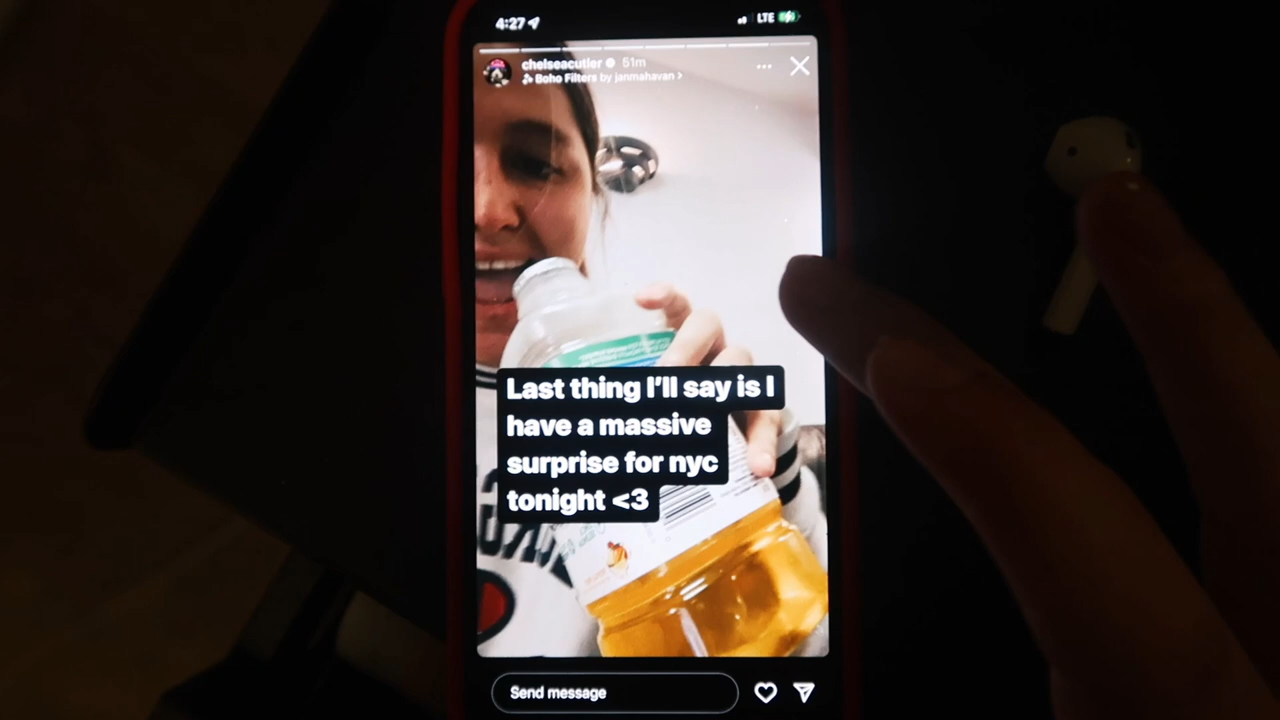 4:27
LTE
chelseacutler 51m
Boho Filters by janmahavan >
Last thing I'll say is I
have a massive
surprise for nyc
tonight <3
Send message